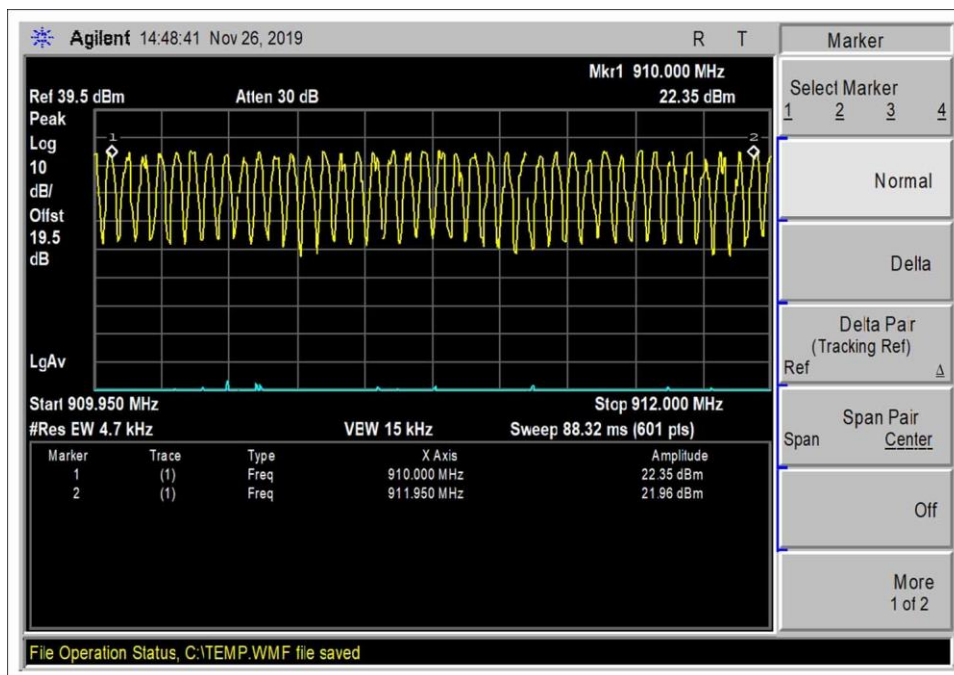 Agilent 14:48:41 Nov 26, 2019 R T
Marker
Mkr1 910.000 MHz
Ref 39.5 dBm Atten 30 dB 22.35 dBm
Peak
Log
10
dB/
Offst
19.5
dB
1
2
LgAv
Start 909.950 MHz Stop 912.000 MHz
#Res BW 4.7 kHz VBW 15 kHz Sweep 88.32 ms (601 pts)
Marker Trace Type X Axis Amplitude
1 (1) Freq 910.000 MHz 22.35 dBm
2 (1) Freq 911.950 MHz 21.96 dBm
Select Marker
1 2 3 4
Normal
Delta
Delta Pair
(Tracking Ref)
Ref Δ
Span Pair
Span Center
Off
More
1 of 2
File Operation Status, C:\TEMP.WMF file saved